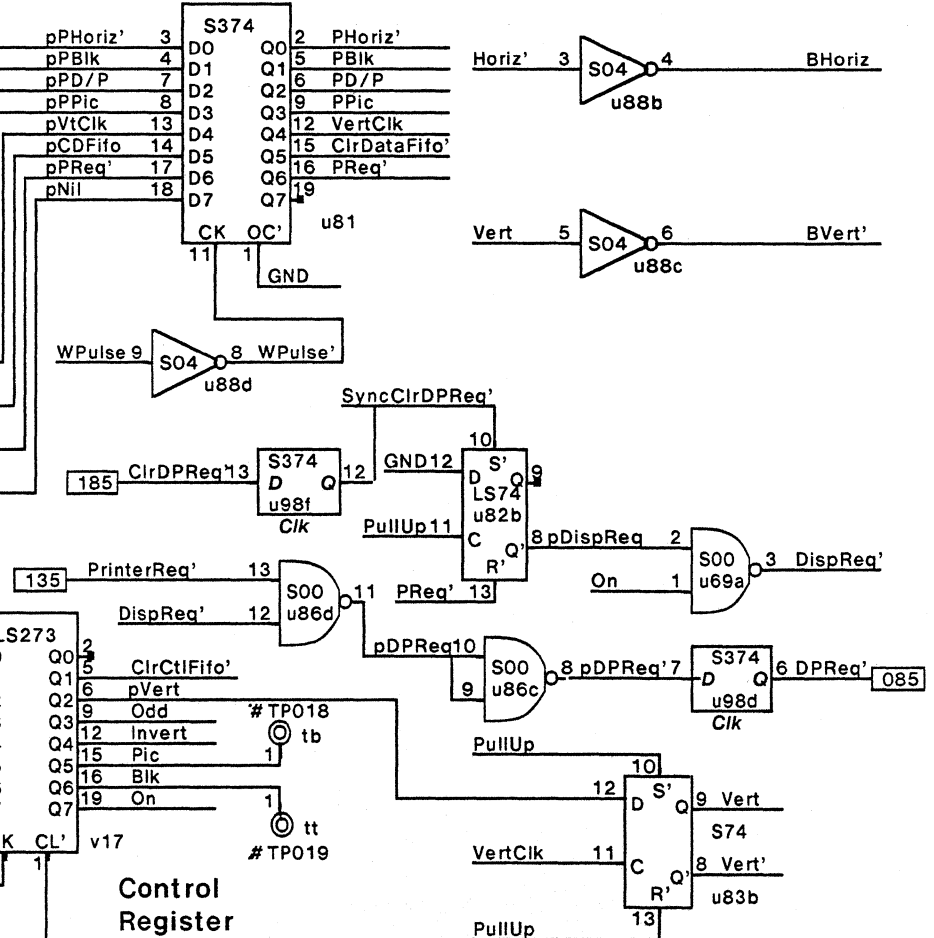 S374
pPHoriz' 3 D0 Q0 2 PHoriz'
pPBlk 4 D1 Q1 5 PBlk
pPD/P 7 D2 Q2 6 PD/P
pPPic 8 D3 Q3 9 PPic
pVtClk 13 D4 Q4 12 VertClk
pCDFifo 14 D5 Q5 15 ClrDataFifo'
pPReq' 17 D6 Q6 16 PReq'
pNil 18 D7 Q7 19
u81
CK OC'
11 1
GND
Horiz' 3 S04 4 BHoriz
u88b
Vert 5 S04 6 BVert'
u88c
WPulse 9 S04 8 WPulse'
u88d
SyncClrDPReq'
185 ClrDPReq' 13 S374 12
D Q
u98f
Clk
10
GND 12 S' 9
D Q
LS74
u82b
PullUp 11 C Q' 8 pDispReq 2
R'
PReq' 13
S00 3 DispReq'
u69a
On 1
135 PrinterReq' 13
S00 11
u86d
DispReq' 12
pDPReq 10
S00 8 pDPReq' 7
u86c
9
S374
D Q 6 DPReq' 085
u98d
Clk
LS273
Q0 2
Q1 5 ClrCtlFifo'
Q2 6 pVert
Q3 9 Odd
Q4 12 Invert
Q5 15 Pic 1
Q6 16 Blk 1
Q7 19 On
K CL' v17
1
#TP018
tb
tt
#TP019
PullUp
10
12 D S' Q 9 Vert
S74
VertClk 11 C Q' 8 Vert'
R' u83b
13
PullUp
Control
Register